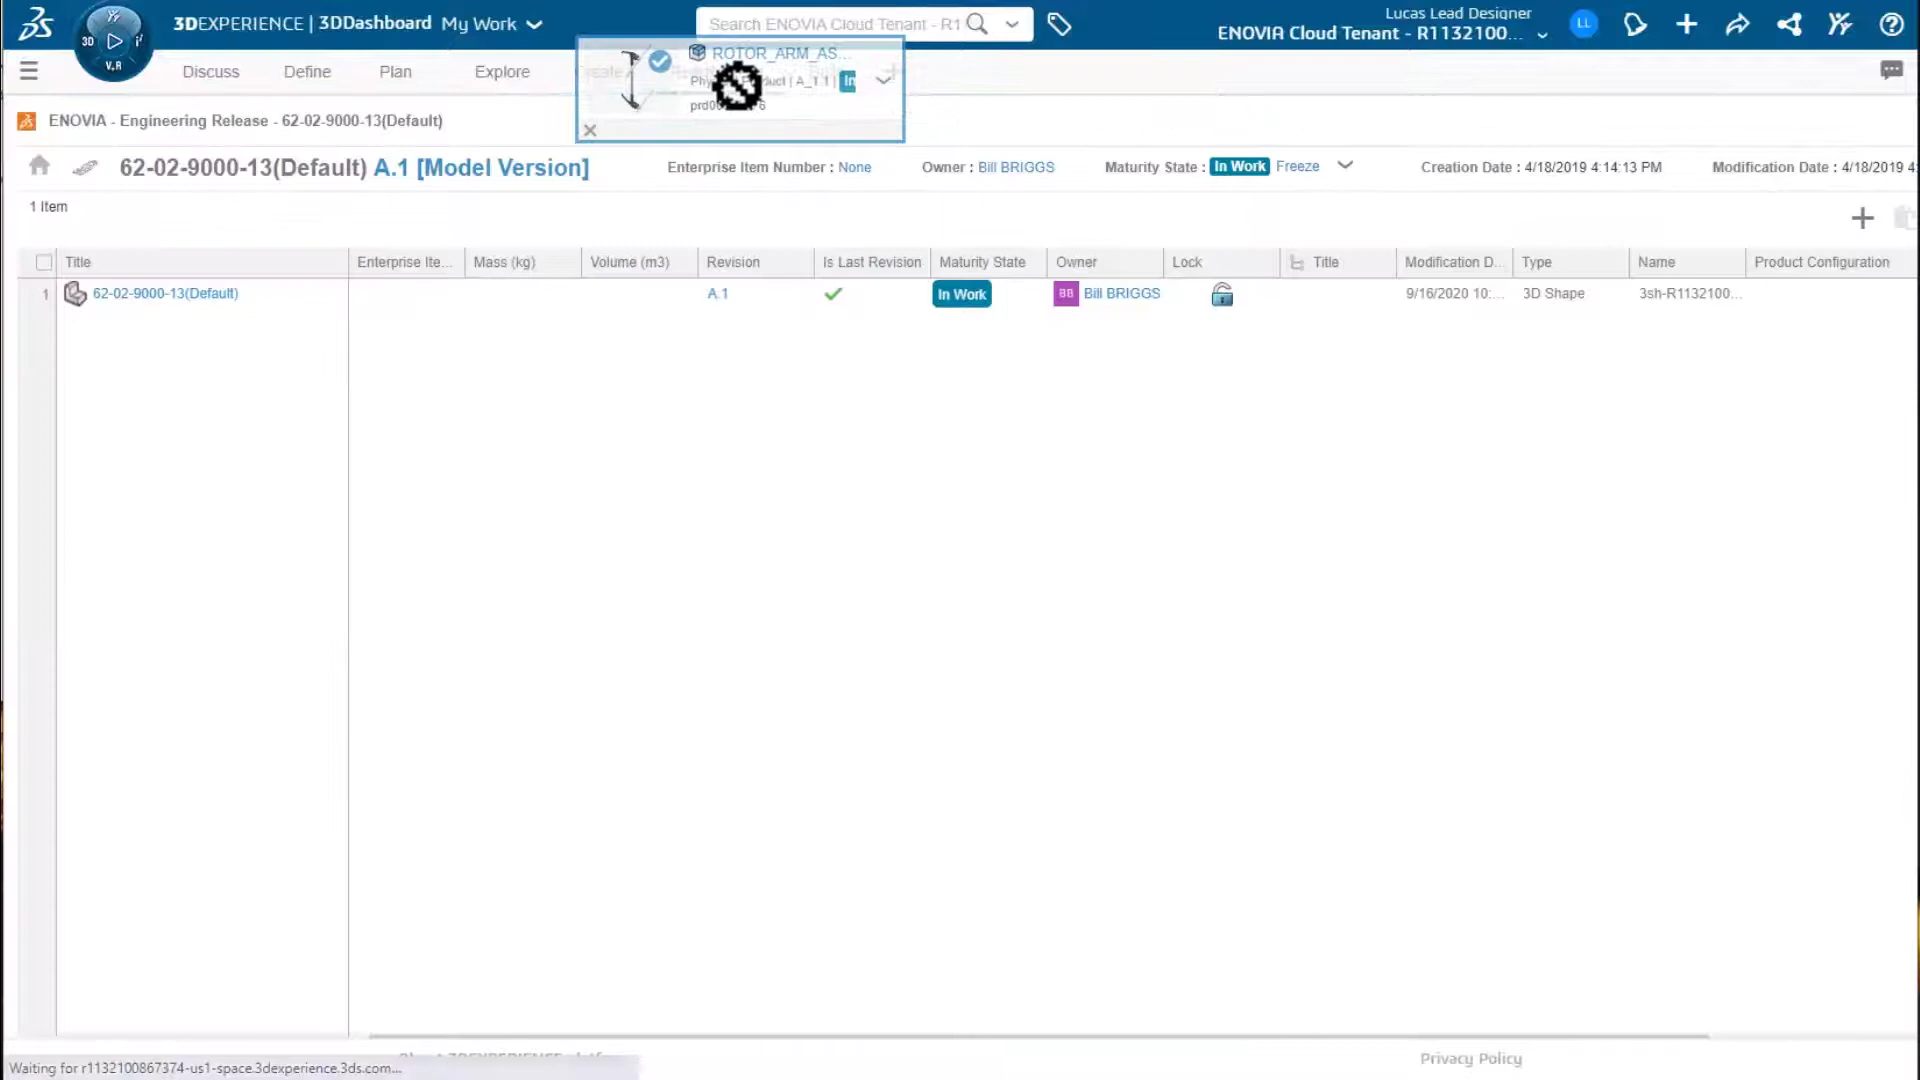 3DEXPERIENCE | 3DDashboard My Work
Search ENOVIA Cloud Tenant - R1
Lucas Lead Designer
ENOVIA Cloud Tenant - R1132100...
LL
3D
V.R
Discuss
Define
Plan
Explore
ROTOR_ARM_AS...
| A_1.1 | In
ENOVIA - Engineering Release - 62-02-9000-13(Default)
62-02-9000-13(Default) A.1 [Model Version]
Enterprise Item Number : None
Owner : Bill BRIGGS
Maturity State : In Work Freeze
Creation Date : 4/18/2019 4:14:13 PM
Modification Date : 4/18/2019 4:
1 Item
Title
Enterprise Ite...
Mass (kg)
Volume (m3)
Revision
Is Last Revision
Maturity State
Owner
Lock
Title
Modification D...
Type
Name
Product Configuration
1
62-02-9000-13(Default)
A.1
In Work
BB Bill BRIGGS
9/16/2020 10:...
3D Shape
3sh-R1132100...
Waiting for r1132100867374-us1-space.3dexperience.3ds.com...
Privacy Policy